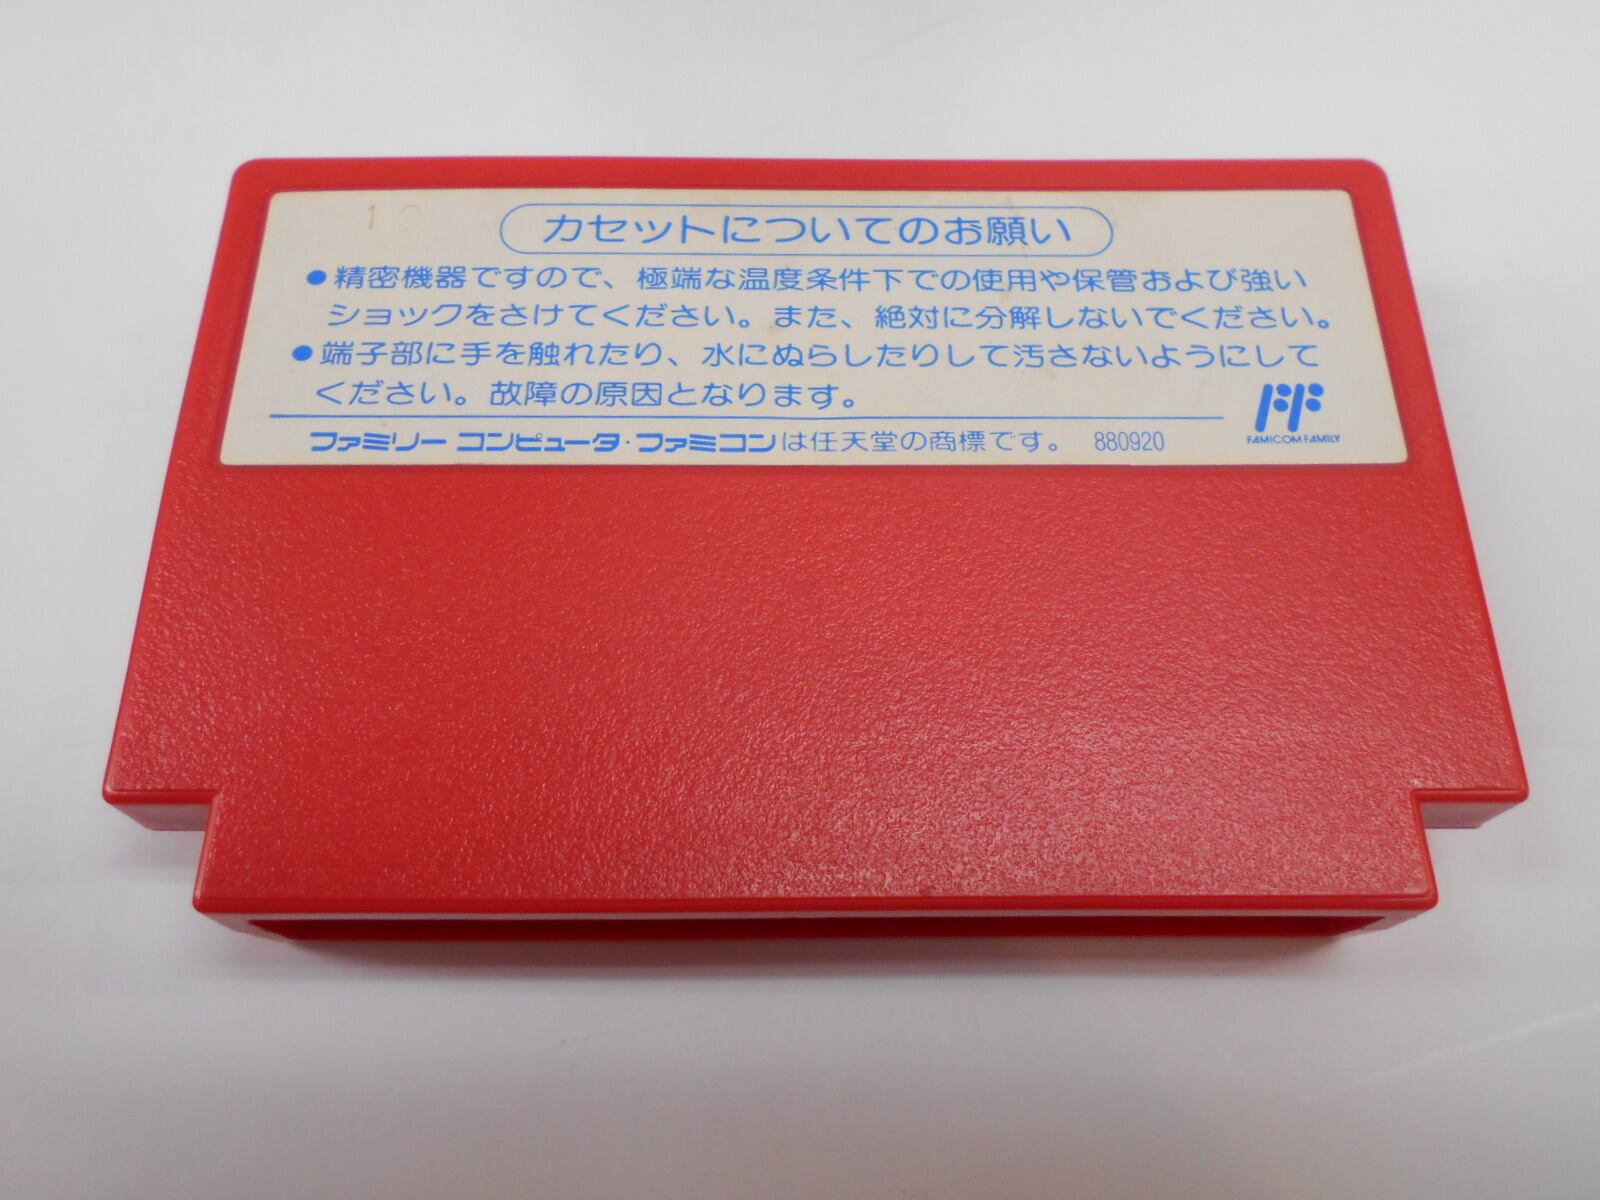 カセットについてのお願い
●精密機器ですので、極端な温度条件下での使用や保管および強い
ショックをさけてください。また、絶対に分解しないでください。
●端子部に手を触れたり、水にぬらしたりして汚さないようにして
ください。故障の原因となります。
ファミリー コンピュータ・ファミコンは任天堂の商標です。 880920
FAMICOM FAMILY